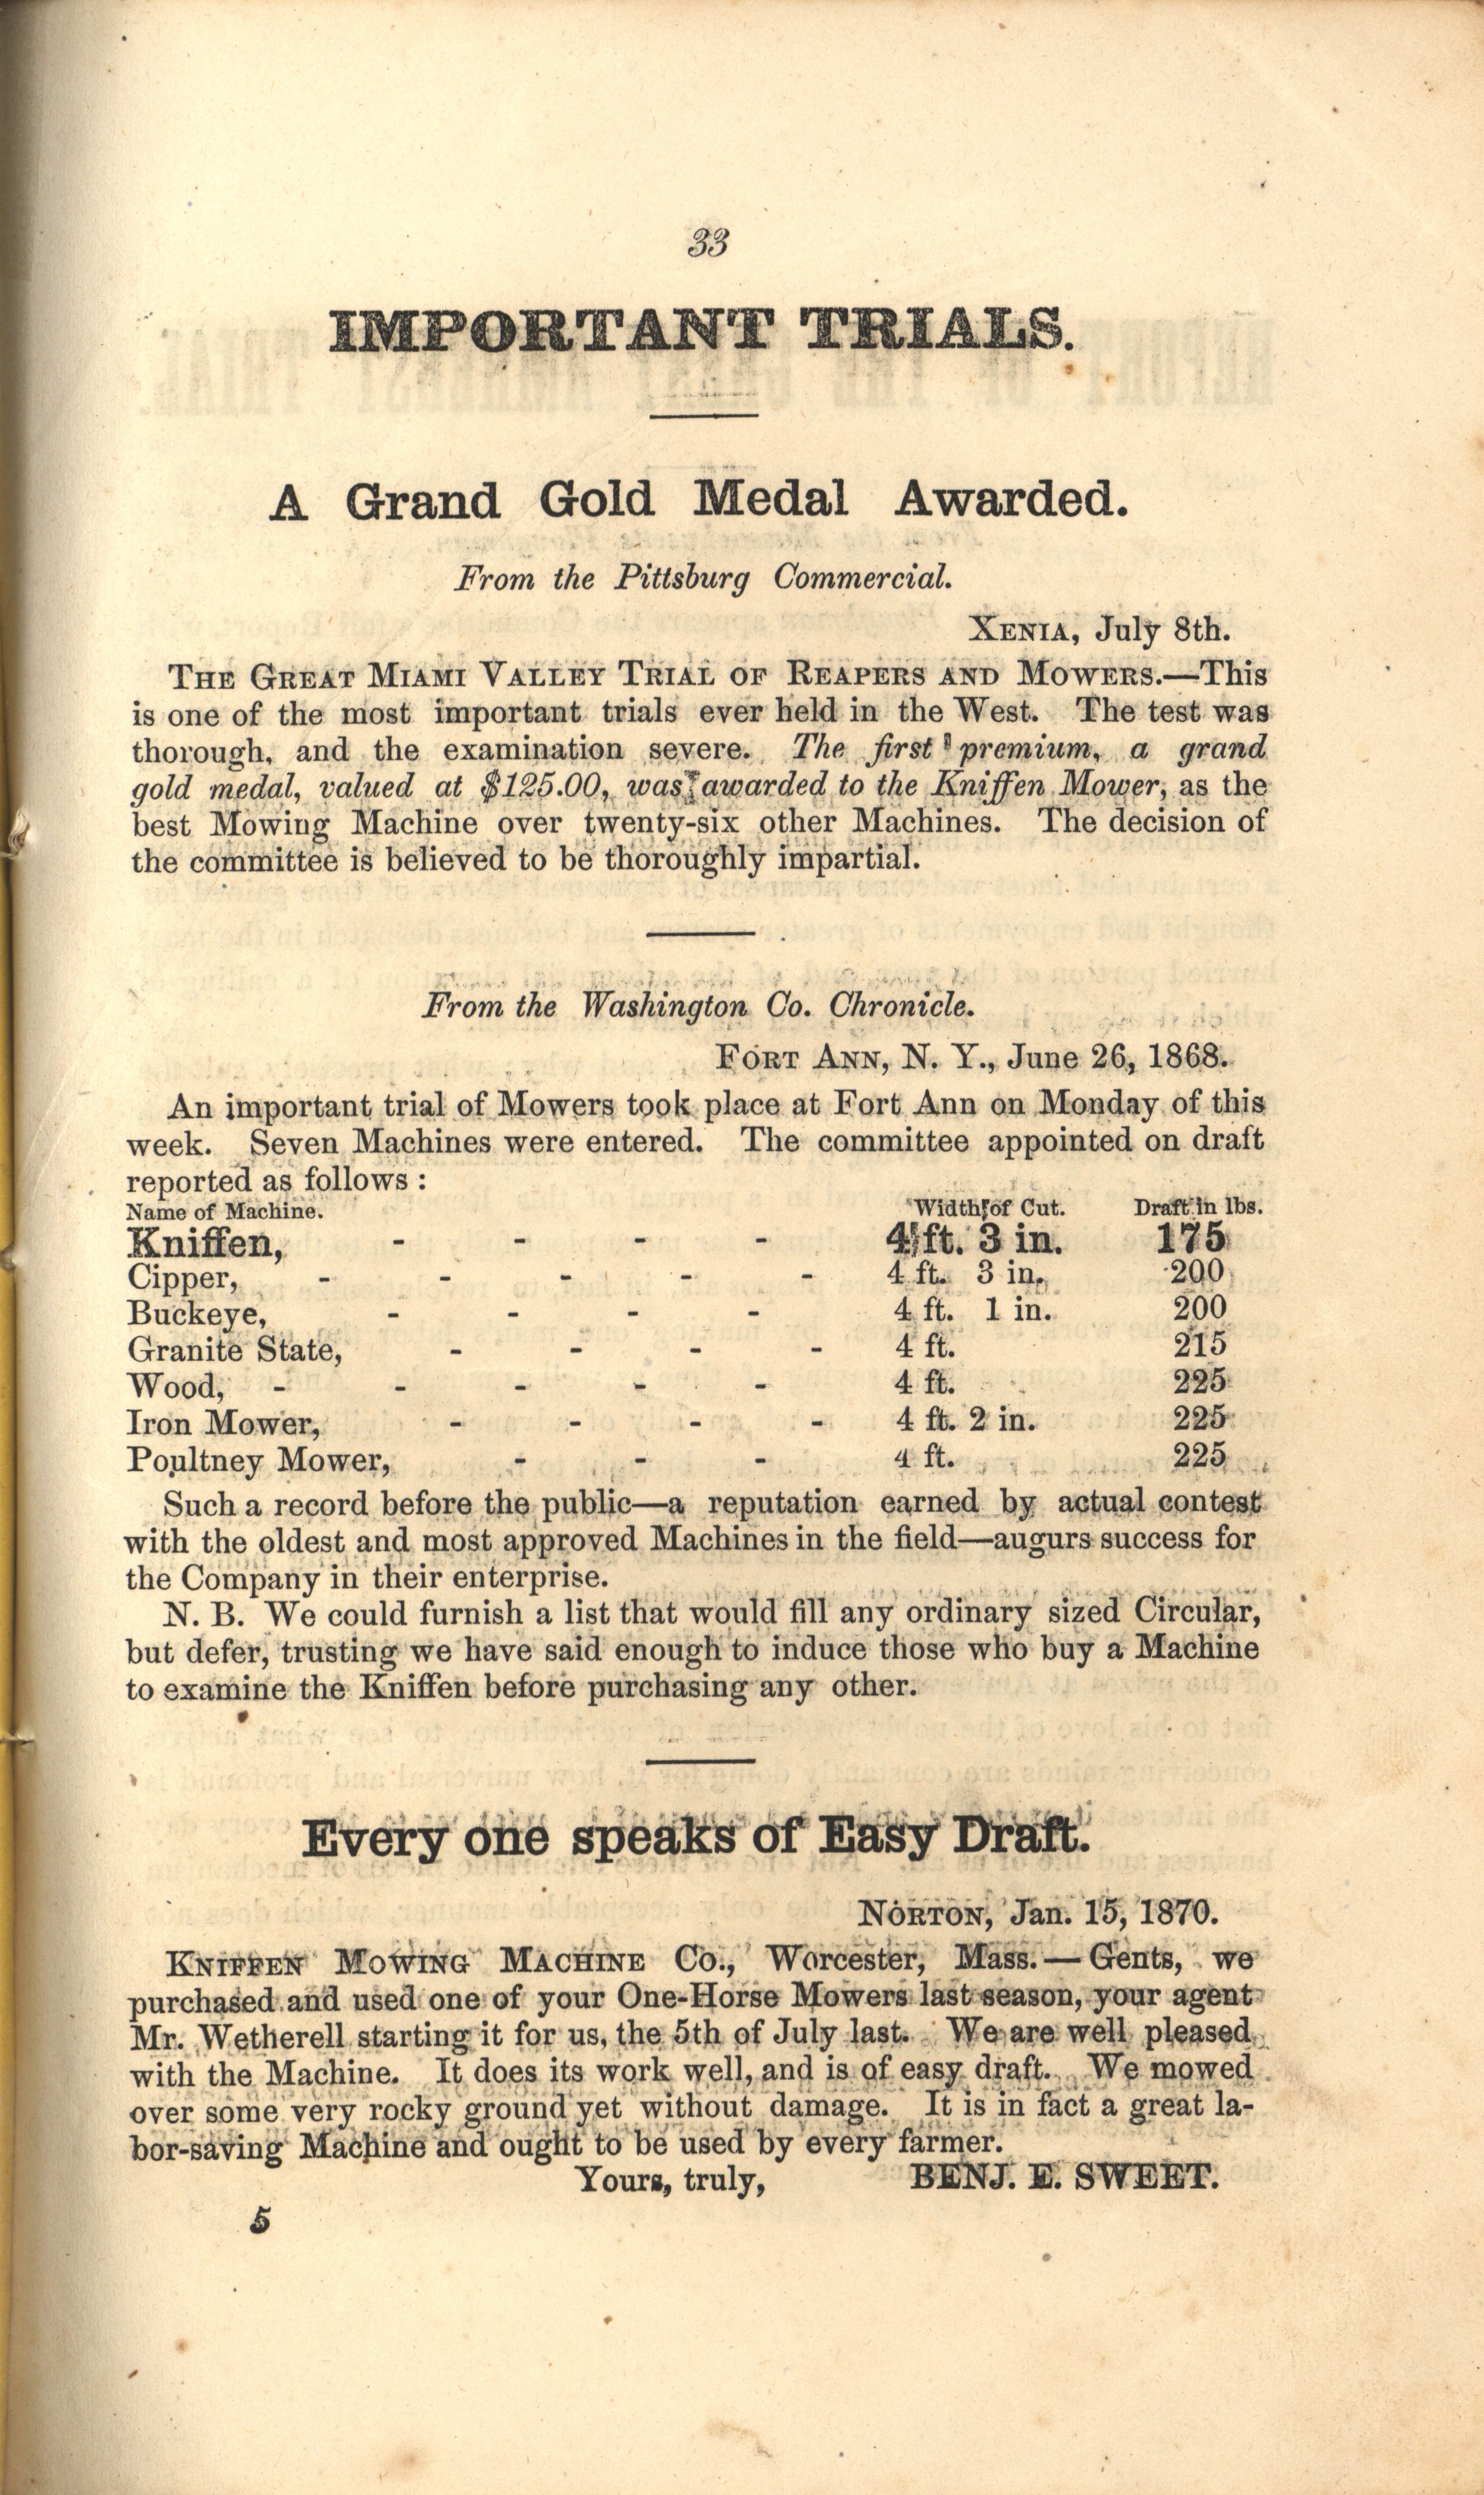 33
IMPORTANT TRIALS.
A Grand Gold Medal Awarded.
From the Pittsburg Commercial.
XENIA, July 8th.
THE GREAT MIAMI VALLEY TRIAL OF REAPERS AND MOWERS.—This
is one of the most important trials ever held in the West. The test was
thorough, and the examination severe. The first premium, a grand
gold medal, valued at $125.00, was awarded to the Kniffen Mower, as the
best Mowing Machine over twenty-six other Machines. The decision of
the committee is believed to be thoroughly impartial.
From the Washington Co. Chronicle.
FORT ANN, N. Y., June 26, 1868.
An important trial of Mowers took place at Fort Ann on Monday of this
week. Seven Machines were entered. The committee appointed on draft
reported as follows :
Name of Machine. Width of Cut. Draft in lbs.
Kniffen, - - - - 4 ft. 3 in. 175
Cipper, - - - - - 4 ft. 3 in. 200
Buckeye, - - - - 4 ft. 1 in. 200
Granite State, - - - - 4 ft. 215
Wood, - - - - - 4 ft. 225
Iron Mower, - - - - 4 ft. 2 in. 225
Poultney Mower, - - - 4 ft. 225
Such a record before the public—a reputation earned by actual contest
with the oldest and most approved Machines in the field—augurs success for
the Company in their enterprise.
N. B. We could furnish a list that would fill any ordinary sized Circular,
but defer, trusting we have said enough to induce those who buy a Machine
to examine the Kniffen before purchasing any other.
Every one speaks of Easy Draft.
NORTON, Jan. 15, 1870.
KNIFFEN MOWING MACHINE Co., Worcester, Mass.—Gents, we
purchased and used one of your One-Horse Mowers last season, your agent
Mr. Wetherell starting it for us, the 5th of July last. We are well pleased
with the Machine. It does its work well, and is of easy draft. We mowed
over some very rocky ground yet without damage. It is in fact a great la-
bor-saving Machine and ought to be used by every farmer.
Yours, truly, BENJ. E. SWEET.
5